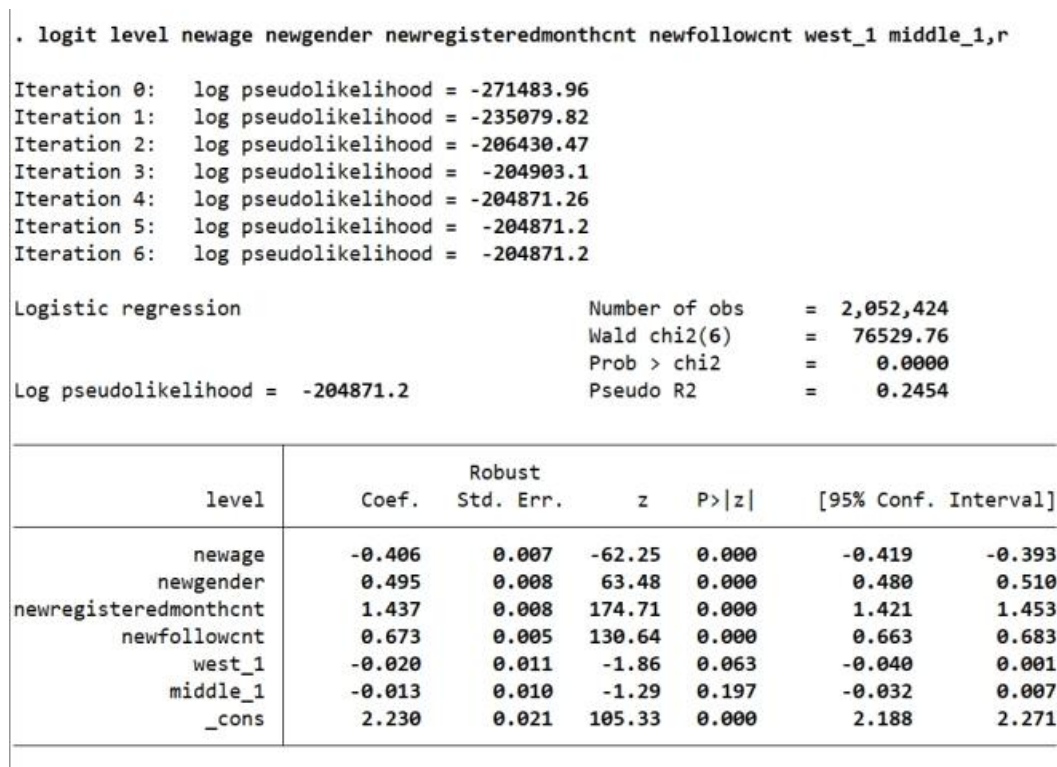 . logit level newage newgender newregisteredmonthcnt newfollowcnt west_1 middle_1,r
Iteration 0: log pseudolikelihood = -271483.96
Iteration 1: log pseudolikelihood = -235079.82
Iteration 2: log pseudolikelihood = -206430.47
Iteration 3: log pseudolikelihood = -204903.1
Iteration 4: log pseudolikelihood = -204871.26
Iteration 5: log pseudolikelihood = -204871.2
Iteration 6: log pseudolikelihood = -204871.2
Logistic regression Number of obs = 2,052,424
Wald chi2(6) = 76529.76
Prob > chi2 = 0.0000
Log pseudolikelihood = -204871.2 Pseudo R2 = 0.2454
Robust
level Coef. Std. Err. z P>|z| [95% Conf. Interval]
newage -0.406 0.007 -62.25 0.000 -0.419 -0.393
newgender 0.495 0.008 63.48 0.000 0.480 0.510
newregisteredmonthcnt 1.437 0.008 174.71 0.000 1.421 1.453
newfollowcnt 0.673 0.005 130.64 0.000 0.663 0.683
west_1 -0.020 0.011 -1.86 0.063 -0.040 0.001
middle_1 -0.013 0.010 -1.29 0.197 -0.032 0.007
_cons 2.230 0.021 105.33 0.000 2.188 2.271